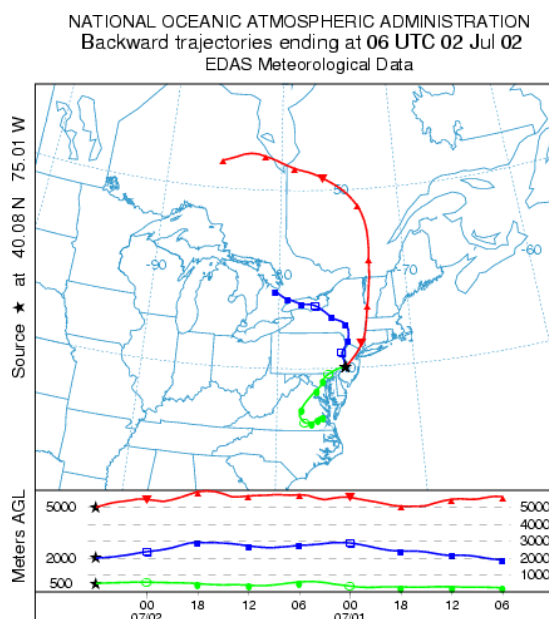 NATIONAL OCEANIC ATMOSPHERIC ADMINISTRATION
Backward trajectories ending at 06 UTC 02 Jul 02
EDAS Meteorological Data
Source ★ at 40.08 N 75.01 W
50
-90
-80
-70
-60
40
Meters AGL
5000
2000
500
5000
4000
3000
2000
1000
00 18 12 06 00 18 12 06
07/02 07/01